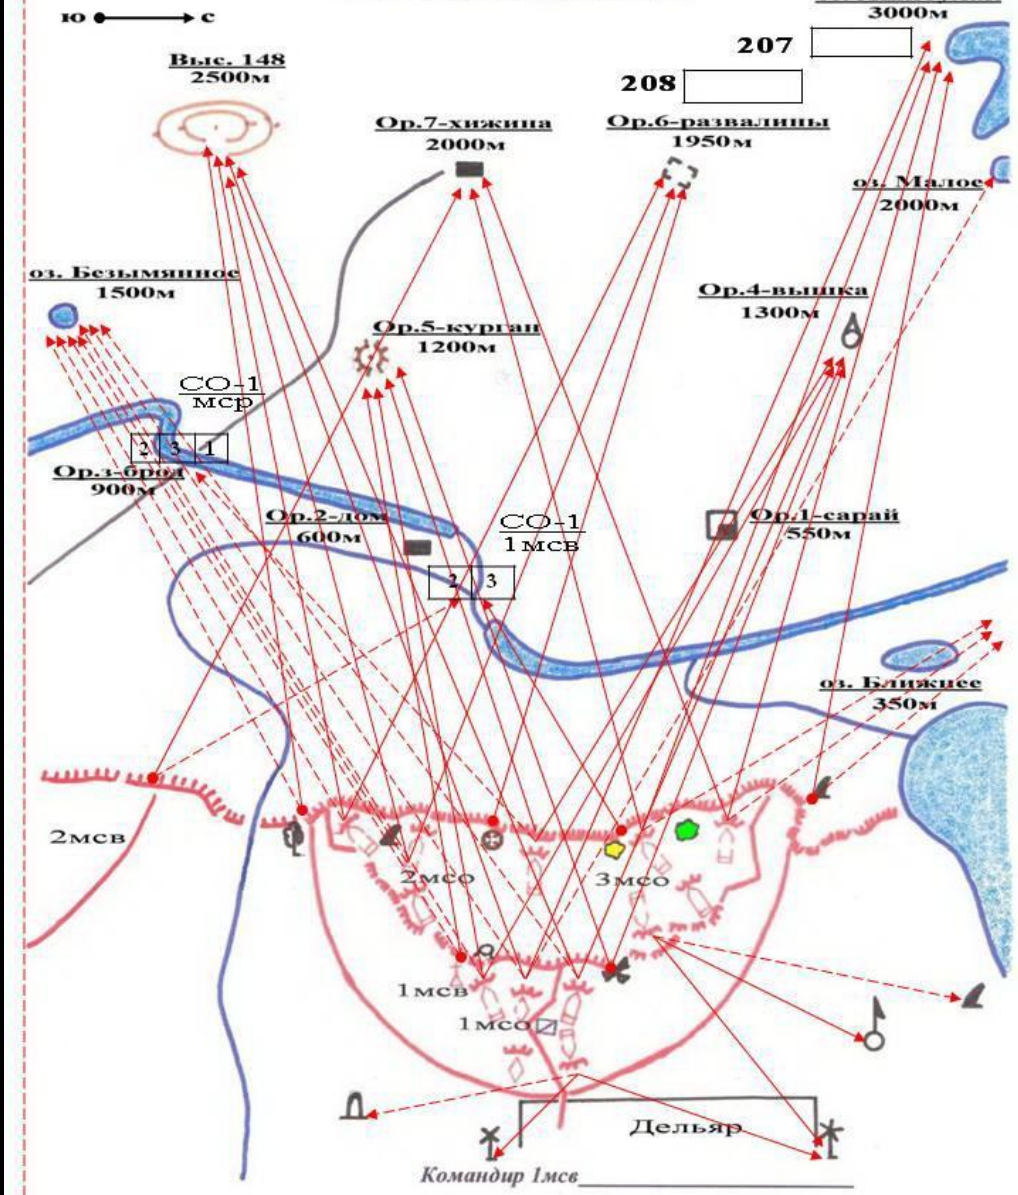 ю с
3000м
207
Выс. 148
2500м
208
Ор.7-хижина
2000м
Ор.6-развалины
1950м
оз. Малое
2000м
оз. Безымянное
1500м
Ор.4-вышка
1300м
Ор.5-курган
1200м
СО-1
мср
2 3 1
Ор.з-брод
900м
Ор.2-дом
600м
СО-1
1мсв
Ор.1-сарай
550м
2 3
оз. Ближнее
350м
2мсв
2мсо
3мсо
1мсв
1мсо
Дельяр
Командир 1мсв